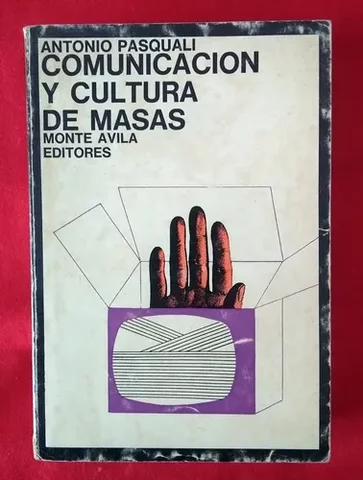 ANTONIO PASQUALI
COMUNICACION
Y CULTURA
DE MASAS
MONTE AVILA
EDITORES